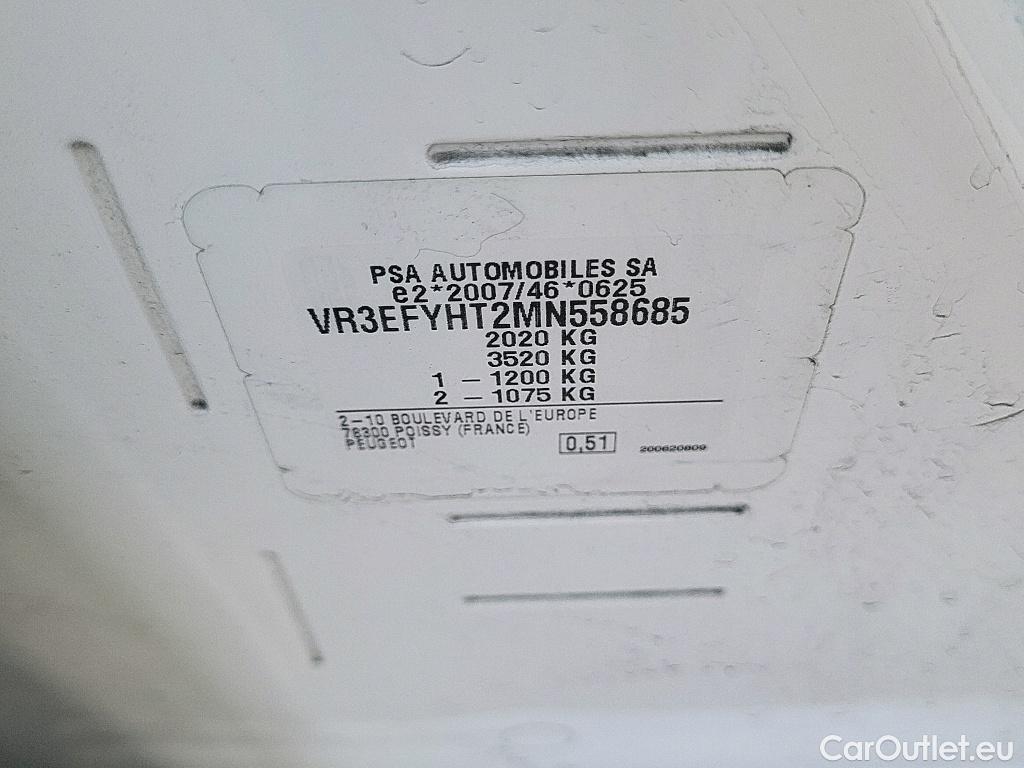 PSA AUTOMOBILES SA
e2*2007/46*0625
VR3EFYHT2MN558685
2020 KG
3520 KG
1 - 1200 KG
2 - 1075 KG
2-10 BOULEVARD DE L'EUROPE
78300 POISSY (FRANCE)
PEUGEOT
0,51
200620809
CarOutlet.eu